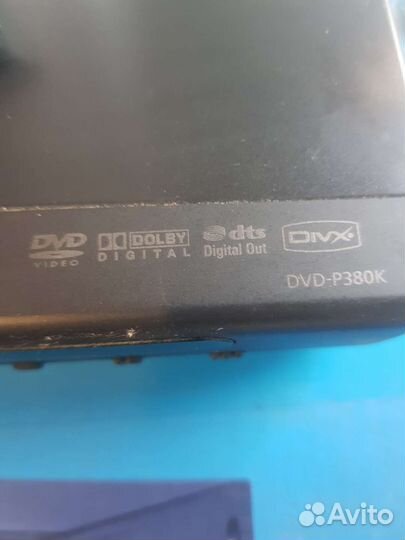 DVD VIDEO
DOLBY DIGITAL
dts Digital Out
DIVX
DVD-P380K
Avito